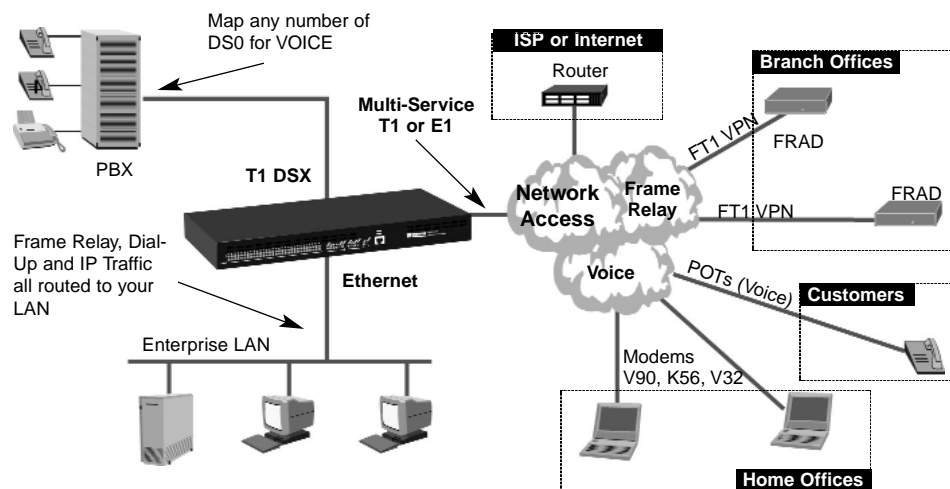 Map any number of
DS0 for VOICE
PBX
T1 DSX
Multi-Service
T1 or E1
ISP or Internet
Router
Branch Offices
FRAD
FT1 VPN
FRAD
FT1 VPN
Network
Access
Frame
Relay
Voice
Frame Relay, Dial-
Up and IP Traffic
all routed to your
LAN
Ethernet
Enterprise LAN
POTs (Voice)
Customers
Modems
V90, K56, V32
Home Offices